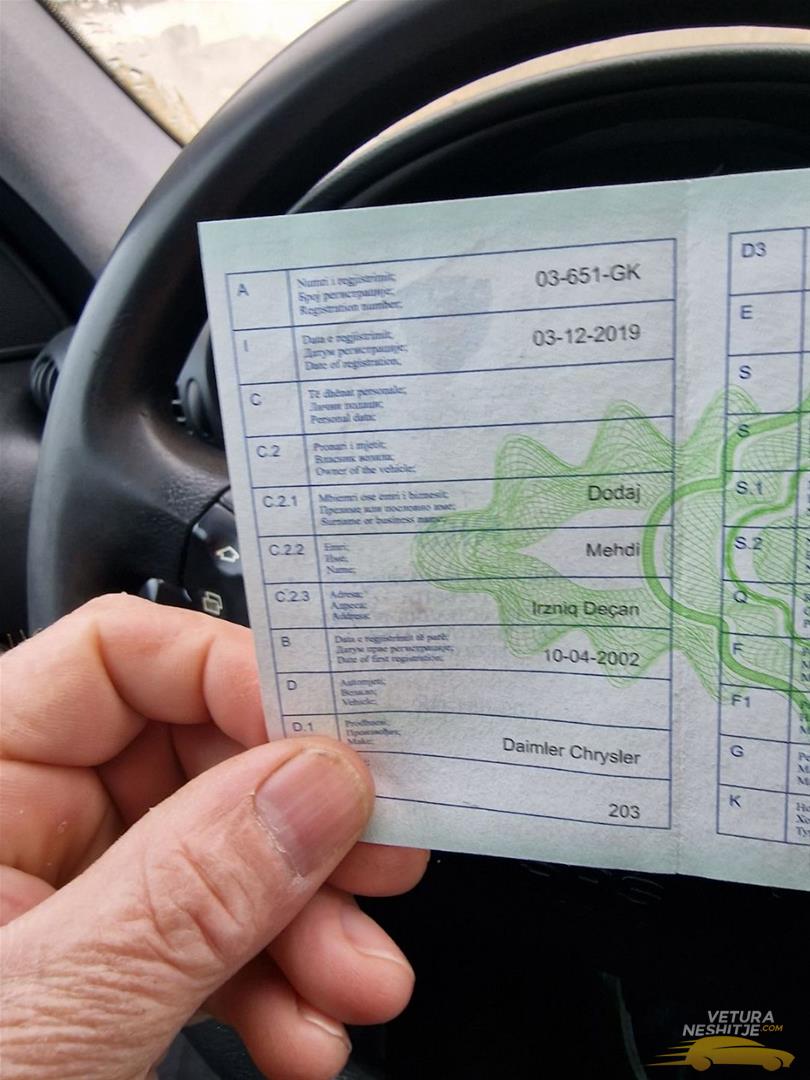 A
Numri i regjistrimit;
Број регистрације;
Registration number;
03-651-GK
I
Data e regjistrimit;
Датум регистрације;
Date of registration;
03-12-2019
C
Të dhënat personale;
Лични подаци;
Personal data;
C.2
Pronari i mjetit;
Власник возила;
Owner of the vehicle;
C.2.1
Mbiemri ose emri i biznesit;
Презиме или пословно име;
Surname or business name;
Dodaj
C.2.2
Emri;
Име;
Name;
Mehdi
C.2.3
Adresa;
Адреса;
Address;
Irzniq Deçan
B
Data e regjistrimit të parë;
Датум прве регистрације;
Date of first registration;
10-04-2002
D
Automjeti;
Возило;
Vehicle;
D.1
Prodhuesi;
Произвођач;
Make;
Daimler Chrysler
203
D3
E
S
S
S.1
S.2
Q
F
F1
G
K
VETURA
NESHITJE.COM